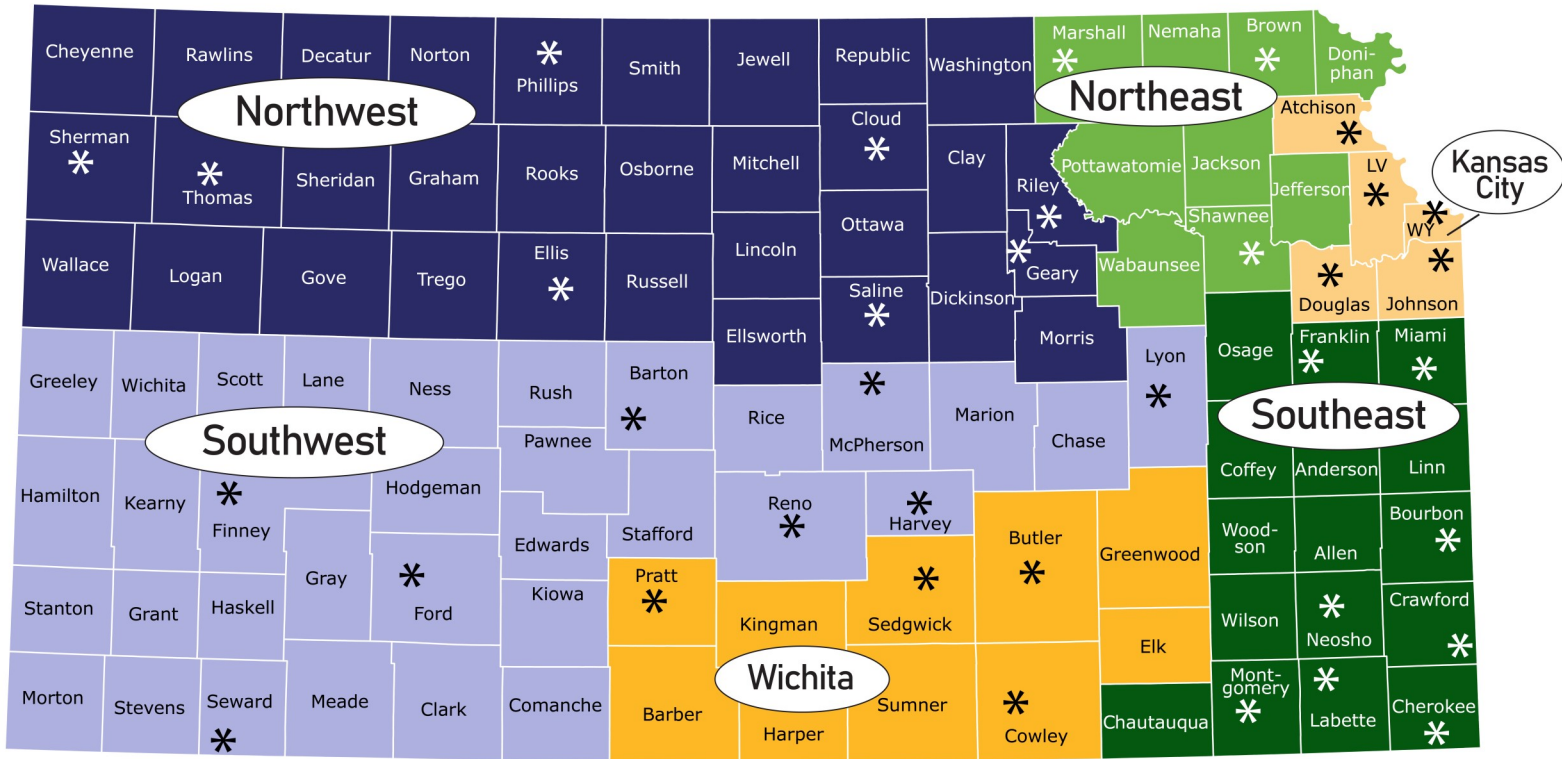 Cheyenne
Rawlins
Decatur
Norton
*
Phillips
Smith
Jewell
Republic
Washington
Marshall
*
Nemaha
Brown
*
Doni-
phan
Northwest
Northeast
Sherman
*
*
Thomas
Sheridan
Graham
Rooks
Osborne
Mitchell
Cloud
*
Clay
Riley
*
Pottawatomie
Jackson
Jefferson
Atchison
*
LV
*
Kansas
City
*
WY
Shawnee
*
Wallace
Logan
Gove
Trego
Ellis
*
Russell
Lincoln
Ottawa
*
Geary
Wabaunsee
*
Douglas
*
Johnson
Ellsworth
Saline
*
Dickinson
Morris
Greeley
Wichita
Scott
Lane
Ness
Rush
Barton
*
Rice
*
McPherson
Marion
Chase
Lyon
*
Osage
Franklin
*
Miami
*
Southwest
Southeast
Pawnee
Hamilton
Kearny
*
Finney
Hodgeman
Edwards
Stafford
Reno
*
*
Harvey
Butler
*
Greenwood
Coffey
Anderson
Linn
Wood-
son
Allen
Bourbon
*
Stanton
Grant
Haskell
Gray
*
Ford
Kiowa
Pratt
*
Kingman
*
Sedgwick
Elk
Wilson
*
Neosho
Crawford
*
Wichita
Morton
Stevens
Seward
*
Meade
Clark
Comanche
Barber
Harper
Sumner
*
Cowley
Chautauqua
Mont-
gomery
*
*
Labette
Cherokee
*